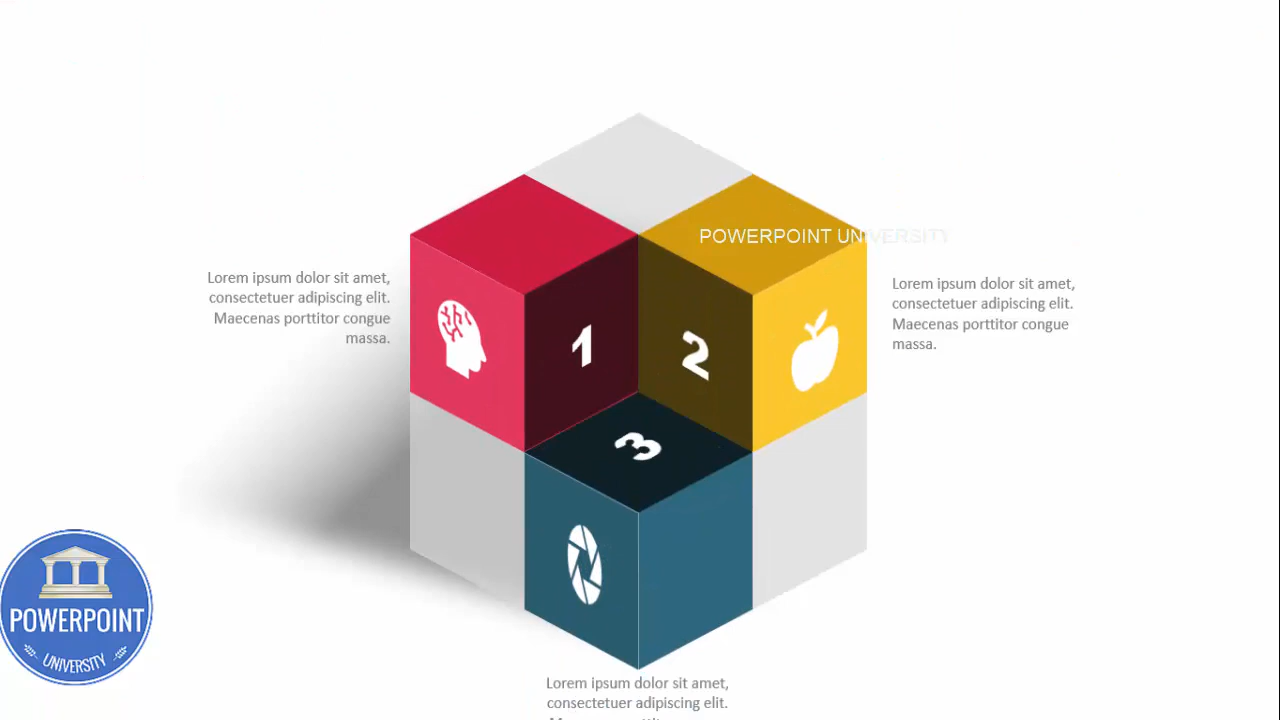 POWERPOINT UNIVERSITY
Lorem ipsum dolor sit amet,
consectetuer adipiscing elit.
Maecenas porttitor congue
massa.
Lorem ipsum dolor sit amet,
consectetuer adipiscing elit.
Maecenas porttitor congue
massa.
1
2
3
POWERPOINT
UNIVERSITY
Lorem ipsum dolor sit amet,
consectetuer adipiscing elit.